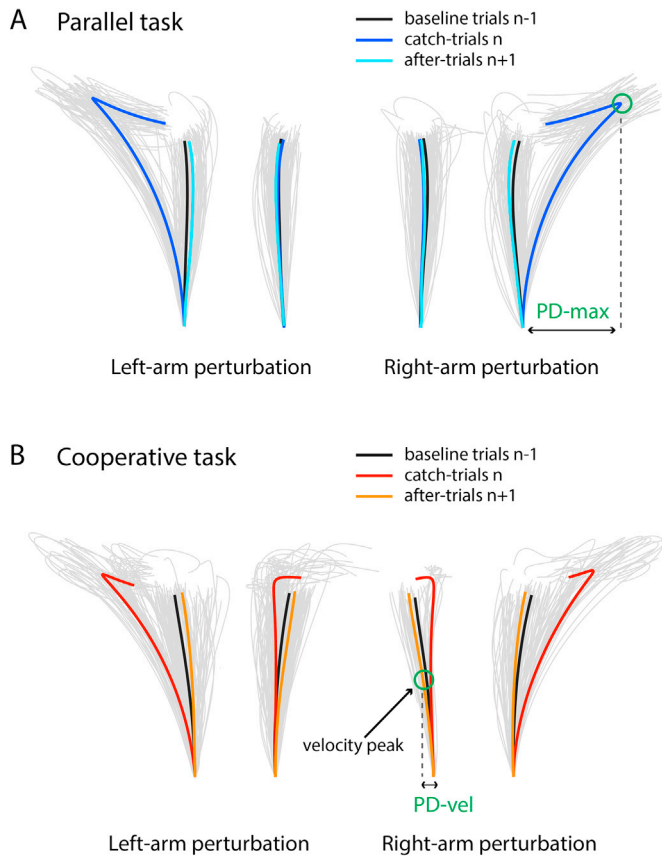 A Parallel task
baseline trials n-1
catch-trials n
after-trials n+1
PD-max
Left-arm perturbation
Right-arm perturbation
B Cooperative task
baseline trials n-1
catch-trials n
after-trials n+1
velocity peak
PD-vel
Left-arm perturbation
Right-arm perturbation